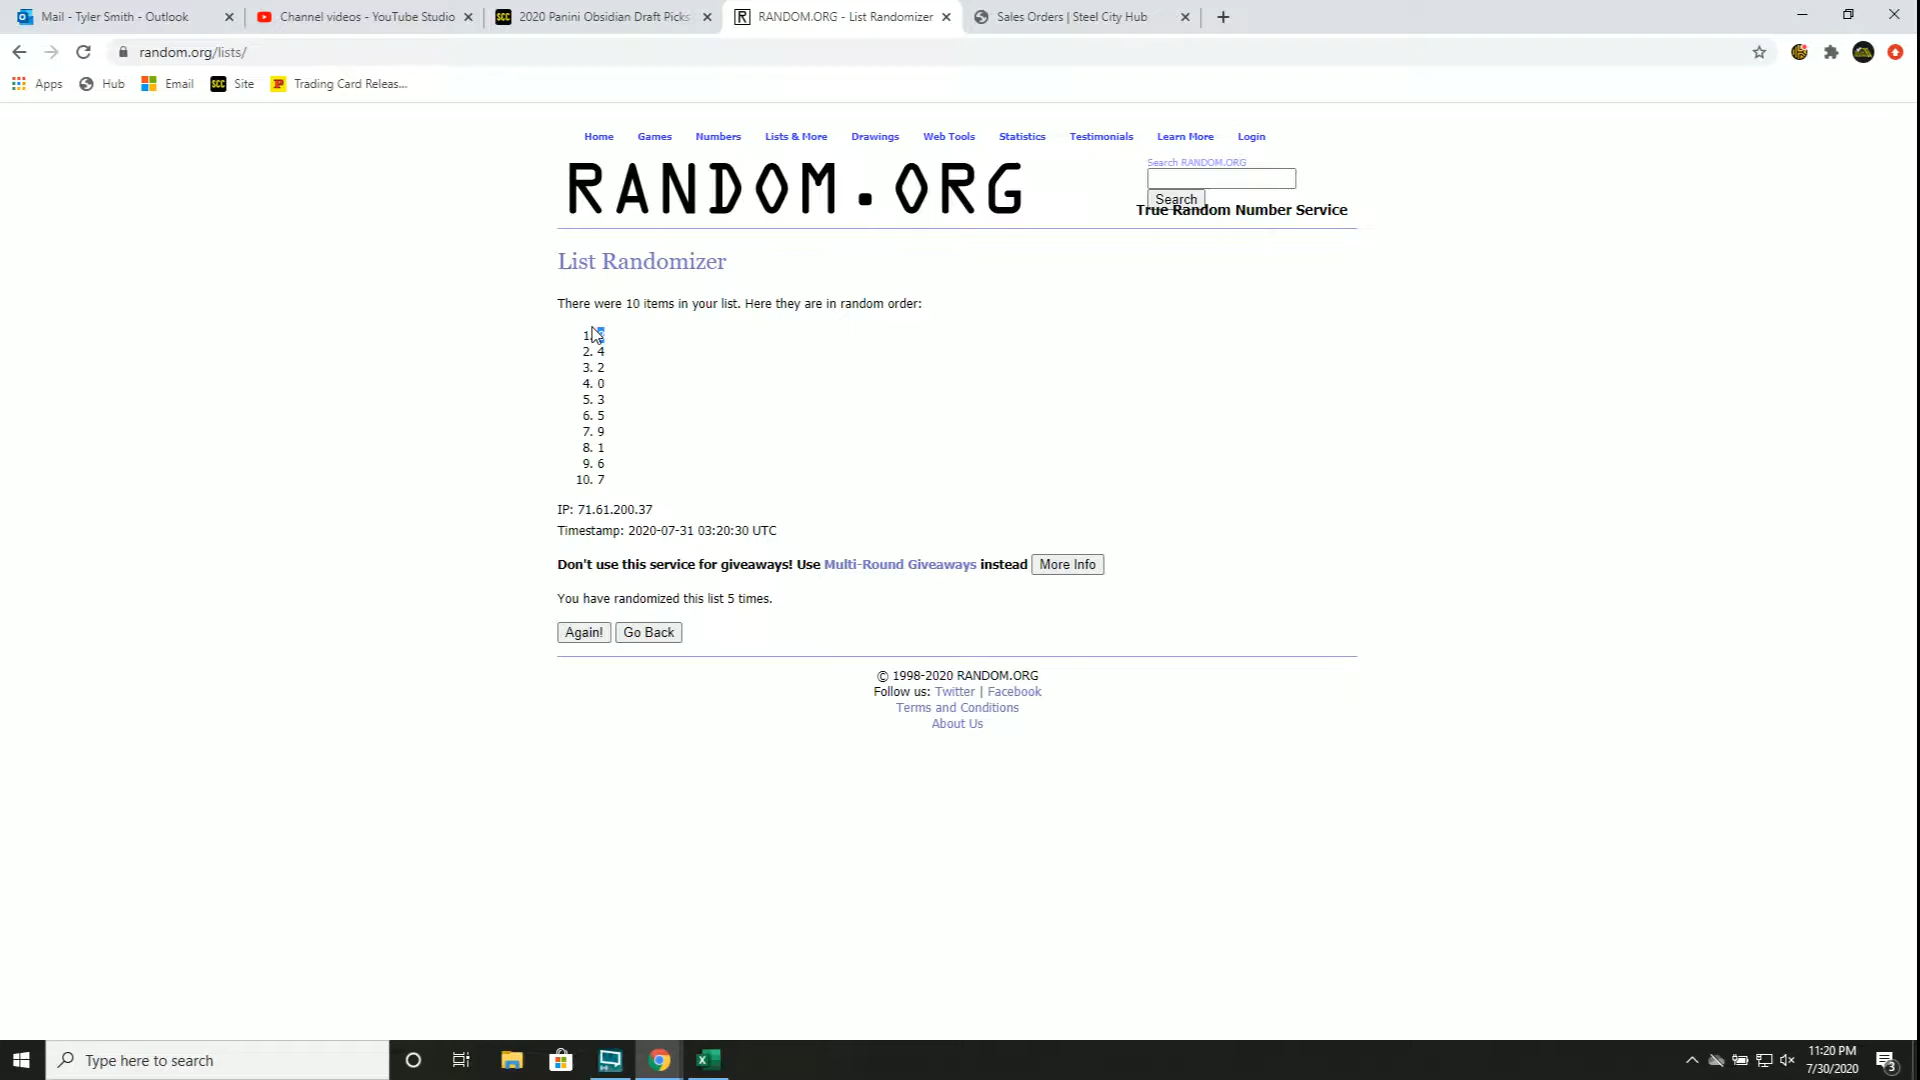 Mail - Tyler Smith - Outlook
Channel videos - YouTube Studio
SCC 2020 Panini Obsidian Draft Picks
R RANDOM.ORG - List Randomizer
Sales Orders | Steel City Hub
random.org/lists/
Apps
Hub
Email
SCC Site
P Trading Card Releas...
Home Games Numbers Lists & More Drawings Web Tools Statistics Testimonials Learn More Login
RANDOM.ORG
Search RANDOM.ORG
Search
True Random Number Service
List Randomizer
There were 10 items in your list. Here they are in random order:
1.
2. 4
3. 2
4. 0
5. 3
6. 5
7. 9
8. 1
9. 6
10. 7
IP: 71.61.200.37
Timestamp: 2020-07-31 03:20:30 UTC
Don't use this service for giveaways! Use Multi-Round Giveaways instead More Info
You have randomized this list 5 times.
Again! Go Back
© 1998-2020 RANDOM.ORG
Follow us: Twitter | Facebook
Terms and Conditions
About Us
Type here to search
11:20 PM
7/30/2020
3